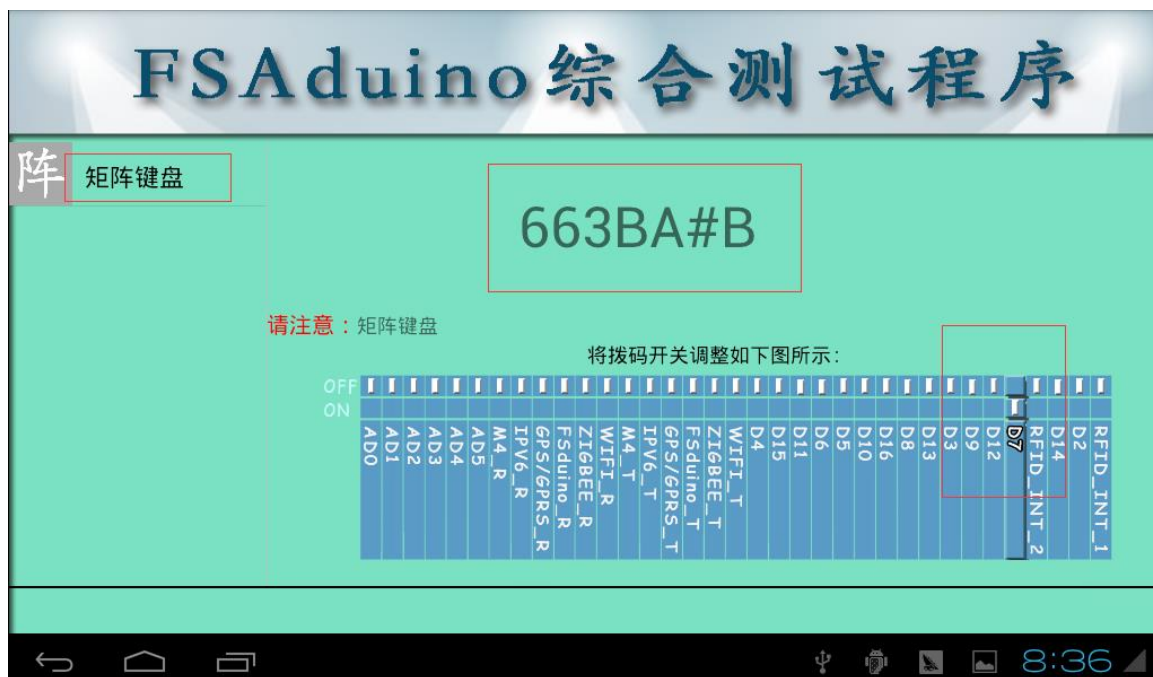 FSAduino综合测试程序
阵 矩阵键盘
663BA#B
请注意：矩阵键盘
将拨码开关调整如下图所示：
OFF
ON
AD0
AD1
AD2
AD3
AD4
AD5
M4_R
IPV6_R
GPS/GPRS_R
FSduino_R
ZIGBEE_R
WIFI_R
M4_T
IPV6_T
GPS/GPRS_T
FSduino_T
ZIGBEE_T
WIFI_T
D4
D15
D11
D6
D5
D10
D16
D8
D13
D3
D9
D12
D7
RFID_INT_2
D14
D2
RFID_INT_1
8:36